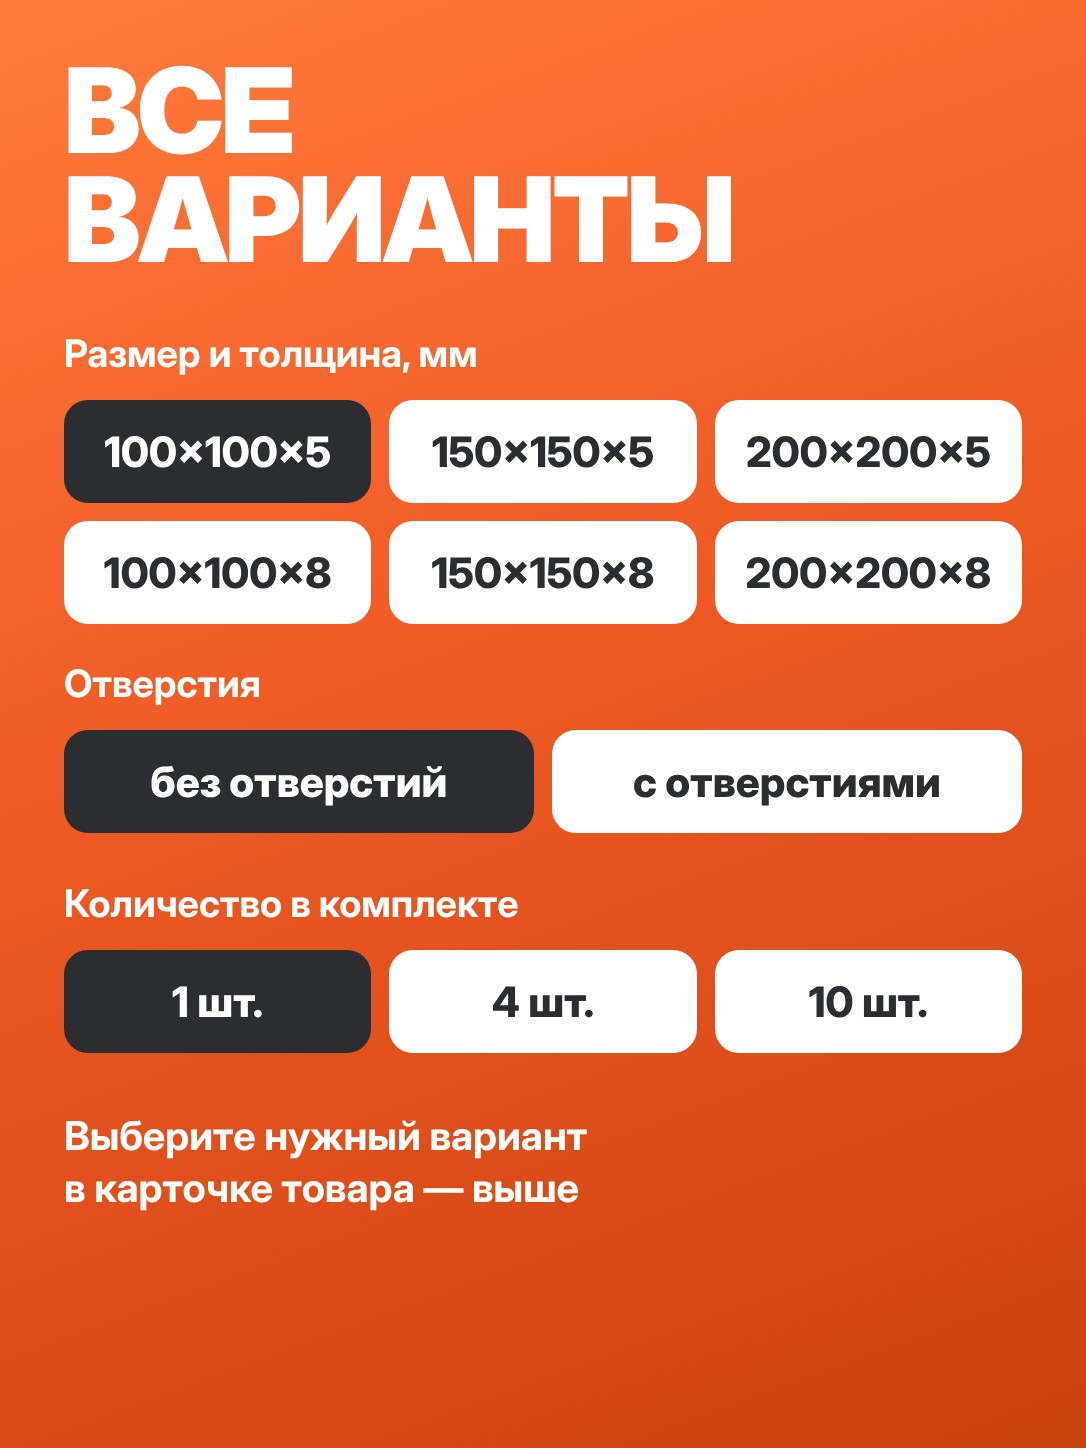 ВСЕ
ВАРИАНТЫ
Размер и толщина, мм
100×100×5 150×150×5 200×200×5
100×100×8 150×150×8 200×200×8
Отверстия
без отверстий с отверстиями
Количество в комплекте
1 шт. 4 шт. 10 шт.
Выберите нужный вариант
в карточке товара — выше